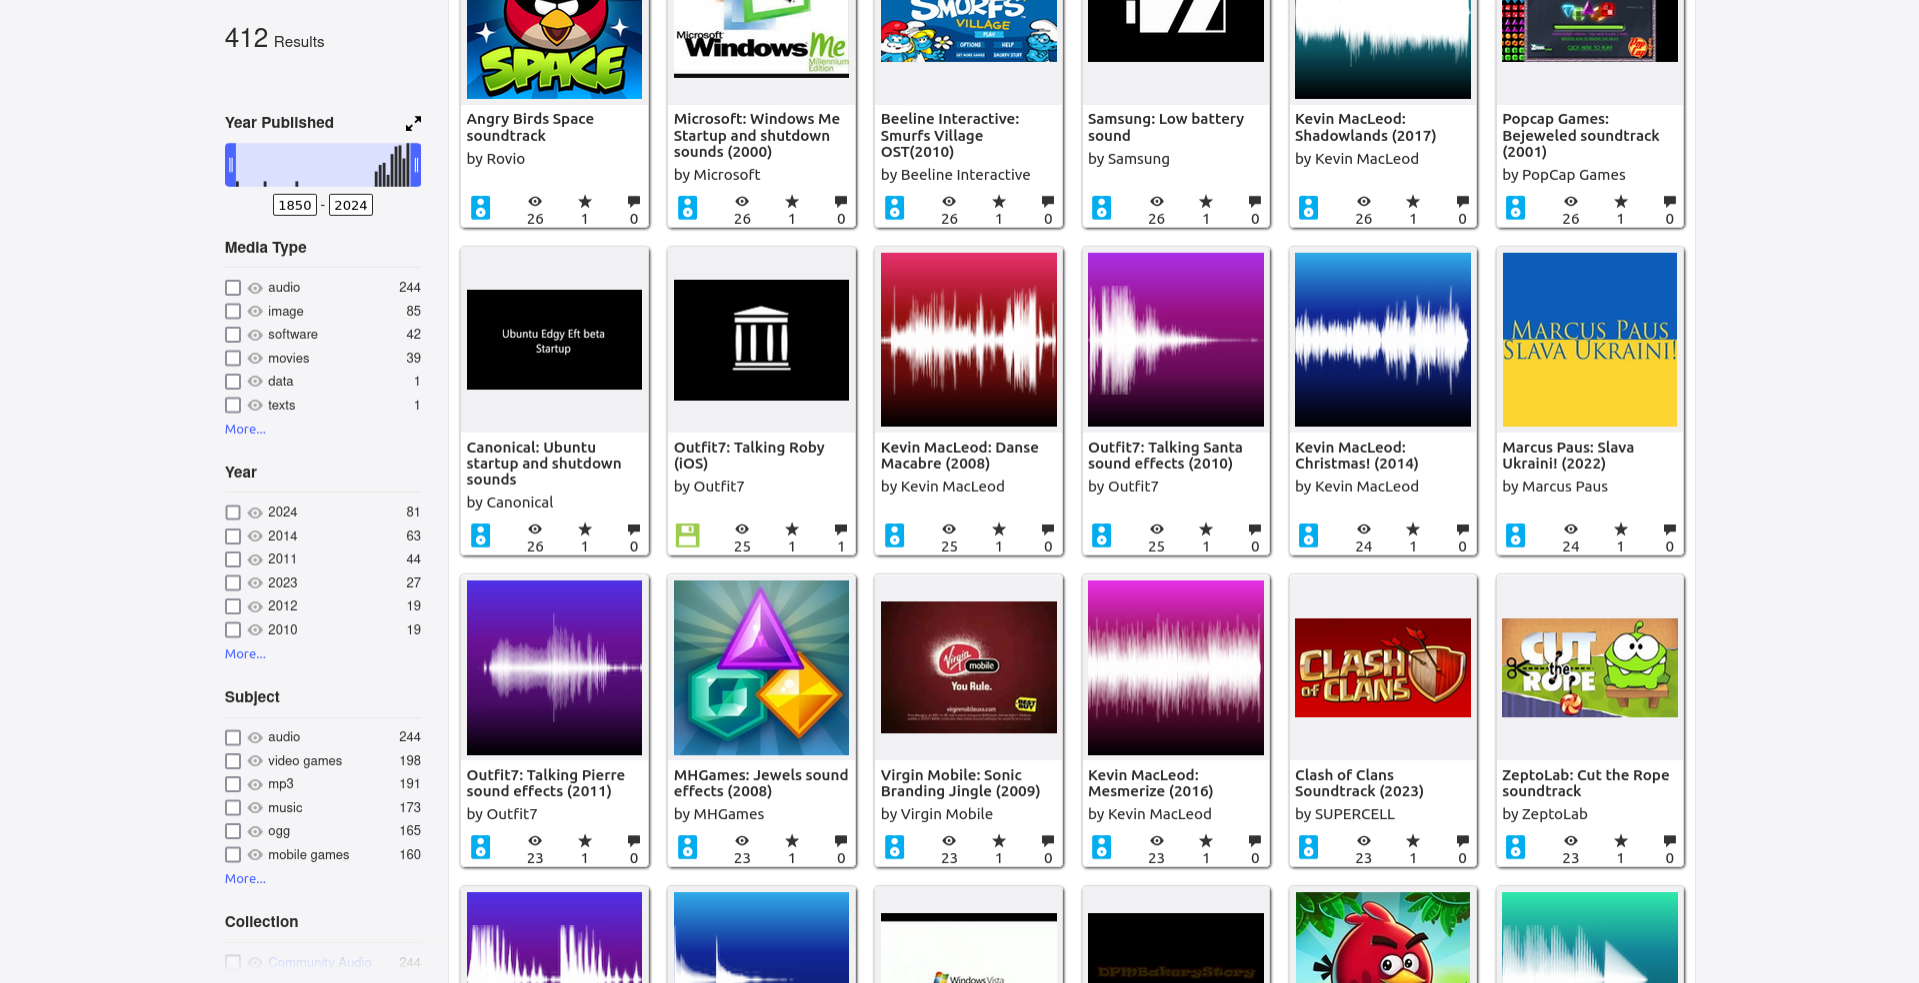 412 Results
Year Published
1850 - 2024
Media Type
audio 244
image 85
software 42
movies 39
data 1
texts 1
More...
Year
2024 81
2014 63
2011 44
2023 27
2012 19
2010 19
More...
Subject
audio 244
video games 198
mp3 191
music 173
ogg 165
mobile games 160
More...
Collection
Community Audio 244
SPACE
Angry Birds Space
soundtrack
by Rovio
26 1 0
Microsoft
Windows Me
Millennium
Edition
Microsoft: Windows Me
Startup and shutdown
sounds (2000)
by Microsoft
26 1 0
SMURFS
VILLAGE
PLAY
OPTIONS HELP
Beeline Interactive:
Smurfs Village
OST(2010)
by Beeline Interactive
26 1 0
Samsung: Low battery
sound
by Samsung
26 1 0
Kevin MacLeod:
Shadowlands (2017)
by Kevin MacLeod
26 1 0
CLICK HERE TO PLAY
Popcap Games:
Bejeweled soundtrack
(2001)
by PopCap Games
26 1 0
Ubuntu Edgy Eft beta
Startup
Canonical: Ubuntu
startup and shutdown
sounds
by Canonical
26 1 0
Outfit7: Talking Roby
(iOS)
by Outfit7
25 1 1
Kevin MacLeod: Danse
Macabre (2008)
by Kevin MacLeod
25 1 0
Outfit7: Talking Santa
sound effects (2010)
by Outfit7
25 1 0
Kevin MacLeod:
Christmas! (2014)
by Kevin MacLeod
24 1 0
MARCUS PAUS
SLAVA UKRAINI!
Marcus Paus: Slava
Ukraini! (2022)
by Marcus Paus
24 1 0
Outfit7: Talking Pierre
sound effects (2011)
by Outfit7
23 1 0
MHGames: Jewels sound
effects (2008)
by MHGames
23 1 0
Virgin mobile
You Rule.
virginmobileusa.com
BEST BUY
Virgin Mobile: Sonic
Branding Jingle (2009)
by Virgin Mobile
23 1 0
Kevin MacLeod:
Mesmerize (2016)
by Kevin MacLeod
23 1 0
CLASH
OF CLANS
Clash of Clans
Soundtrack (2023)
by SUPERCELL
23 1 0
CUT
the
ROPE
ZeptoLab: Cut the Rope
soundtrack
by ZeptoLab
23 1 0
Windows Vista
DPMBakeryStory